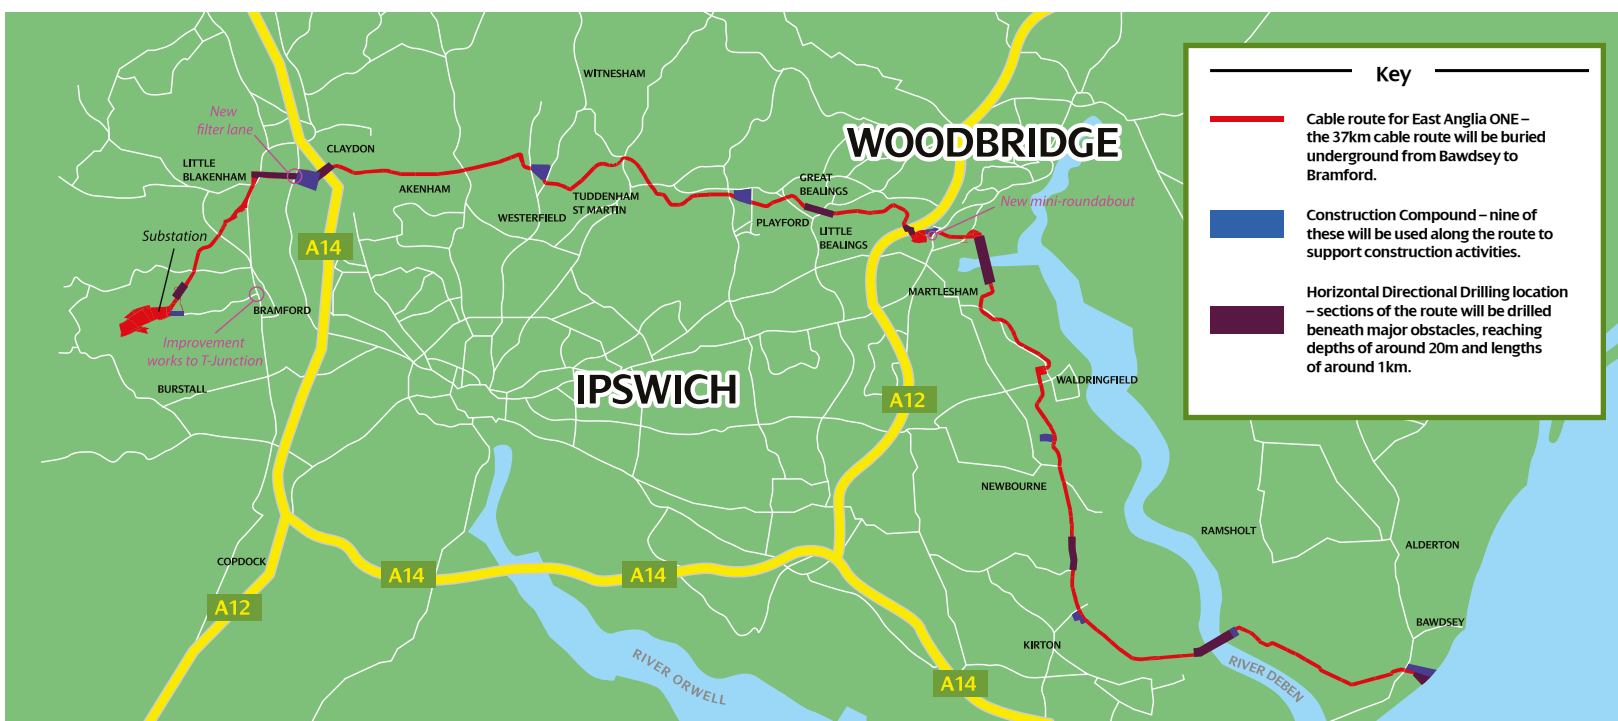 WITNESHAM
New
filter lane
CLAYDON
LITTLE
BLAKENHAM
AKENHAM
WESTERFIELD
TUDDENHAM
ST MARTIN
WOODBRIDGE
GREAT
BEALINGS
PLAYFORD
LITTLE
BEALINGS
New mini-roundabout
Substation
A14
MARTLESHAM
BRAMFORD
Improvement
works to T-Junction
BURSTALL
IPSWICH
A12
WALDRINGFIELD
NEWBOURNE
RAMSHOLT
ALDERTON
COPDOCK
A14
A14
A12
BAWDSEY
KIRTON
RIVER ORWELL
RIVER DEBEN
A14
Key
Cable route for East Anglia ONE –
the 37km cable route will be buried
underground from Bawdsey to
Bramford.
Construction Compound – nine of
these will be used along the route to
support construction activities.
Horizontal Directional Drilling location
– sections of the route will be drilled
beneath major obstacles, reaching
depths of around 20m and lengths
of around 1km.